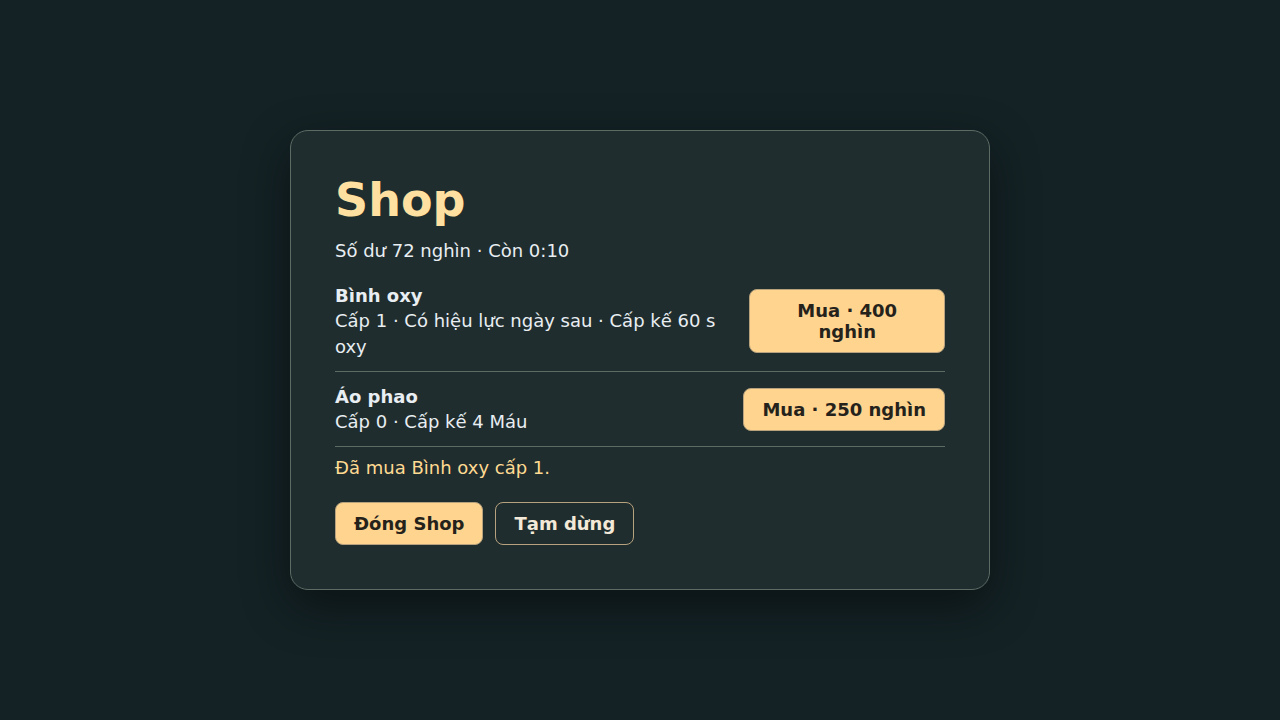 Shop
Số dư 72 nghìn · Còn 0:10
Bình oxy
Cấp 1 · Có hiệu lực ngày sau · Cấp kế 60 s
oxy
Mua · 400
nghìn
Áo phao
Cấp 0 · Cấp kế 4 Máu
Mua · 250 nghìn
Đã mua Bình oxy cấp 1.
Đóng Shop
Tạm dừng